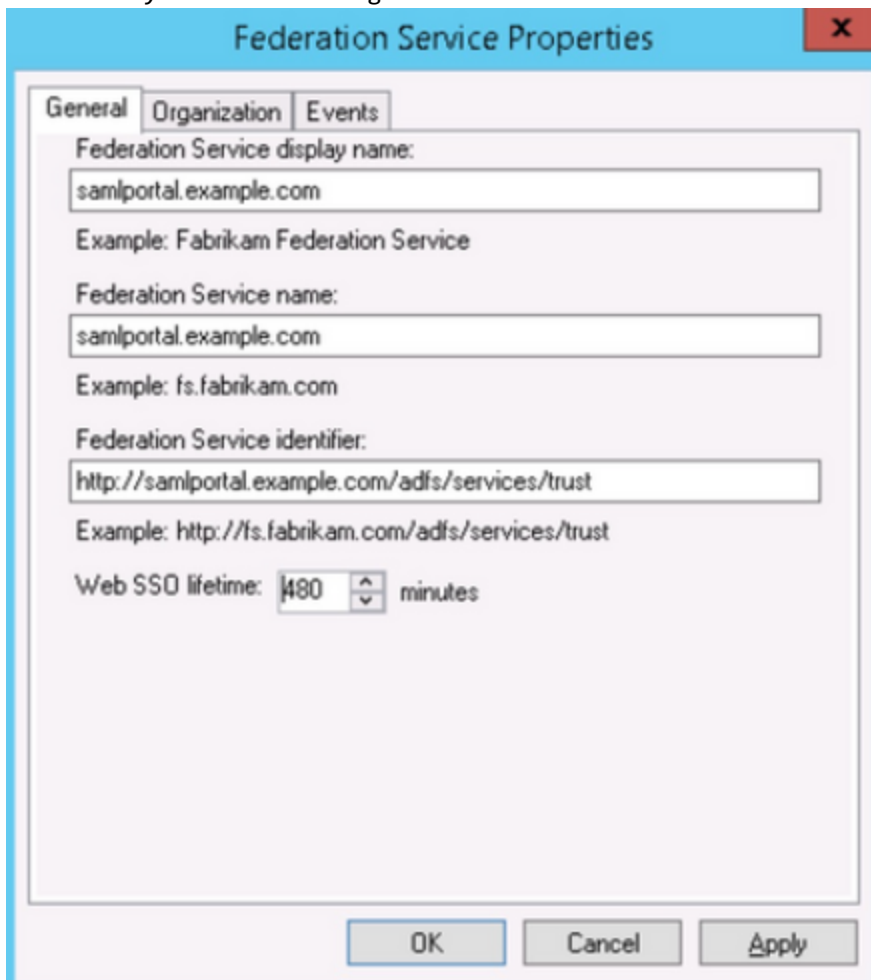 Federation Service Properties
x
General Organization Events
Federation Service display name:
samlportal.example.com
Example: Fabrikam Federation Service
Federation Service name:
samlportal.example.com
Example: fs.fabrikam.com
Federation Service identifier:
http://samlportal.example.com/adfs/services/trust
Example: http://fs.fabrikam.com/adfs/services/trust
Web SSO lifetime: 480 minutes
OK Cancel Apply